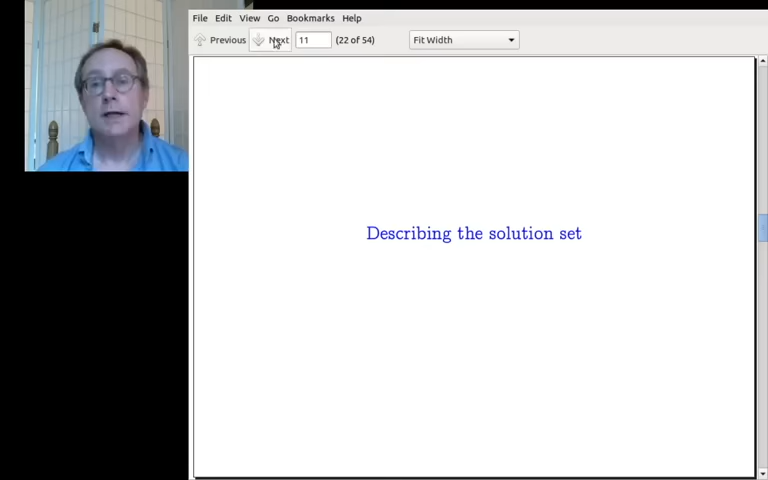 File Edit View Go Bookmarks Help
Previous Next 11 (22 of 54) Fit Width
Describing the solution set